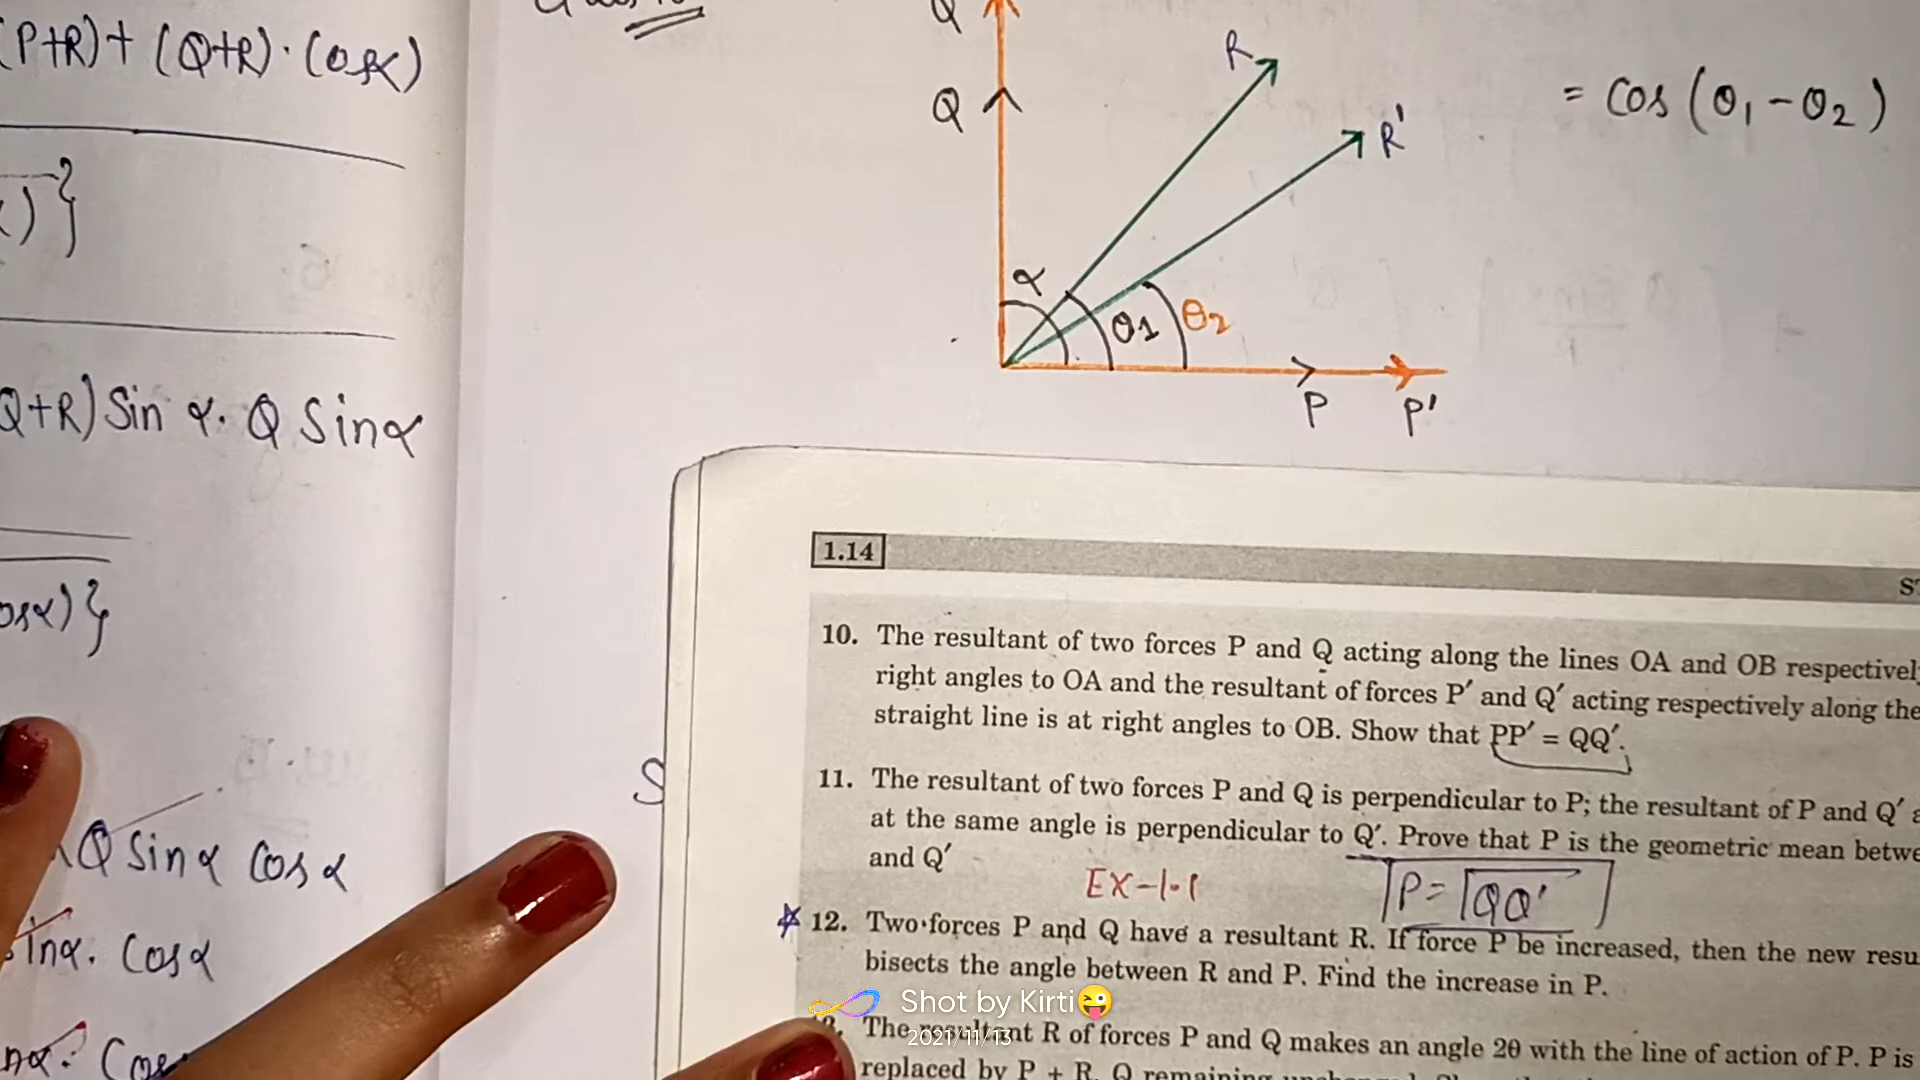 (P+R)+(Q+R)·Cosα)
)}
Q+R) Sin α. Q Sinα
osα)}
Q Sinα Cosα
inα. Cosα
Q
Q
R
R'
α
θ1
θ2
P
P'
= Cos (θ₁-θ₂)
S
1.14
10. The resultant of two forces P and Q acting along the lines OA and OB
right angles to OA and the resultant of forces P′ and Q′ acting respectively along the
straight line is at right angles to OB. Show that PP′ = QQ′.
11. The resultant of two forces P and Q is perpendicular to P; the resultant of P and Q′
at the same angle is perpendicular to Q′. Prove that P is the geometric mean
and Q′
EX-1.1
P = √QQ'
12. Two forces P and Q have a resultant R. If force P be increased, then the new
bisects the angle between R and P. Find the increase in P.
Shot by Kirti😜
2021/11/13
The resultant R of forces P and Q makes an angle 2θ with the line of action of P. P is
replaced by P + R, Q remaining